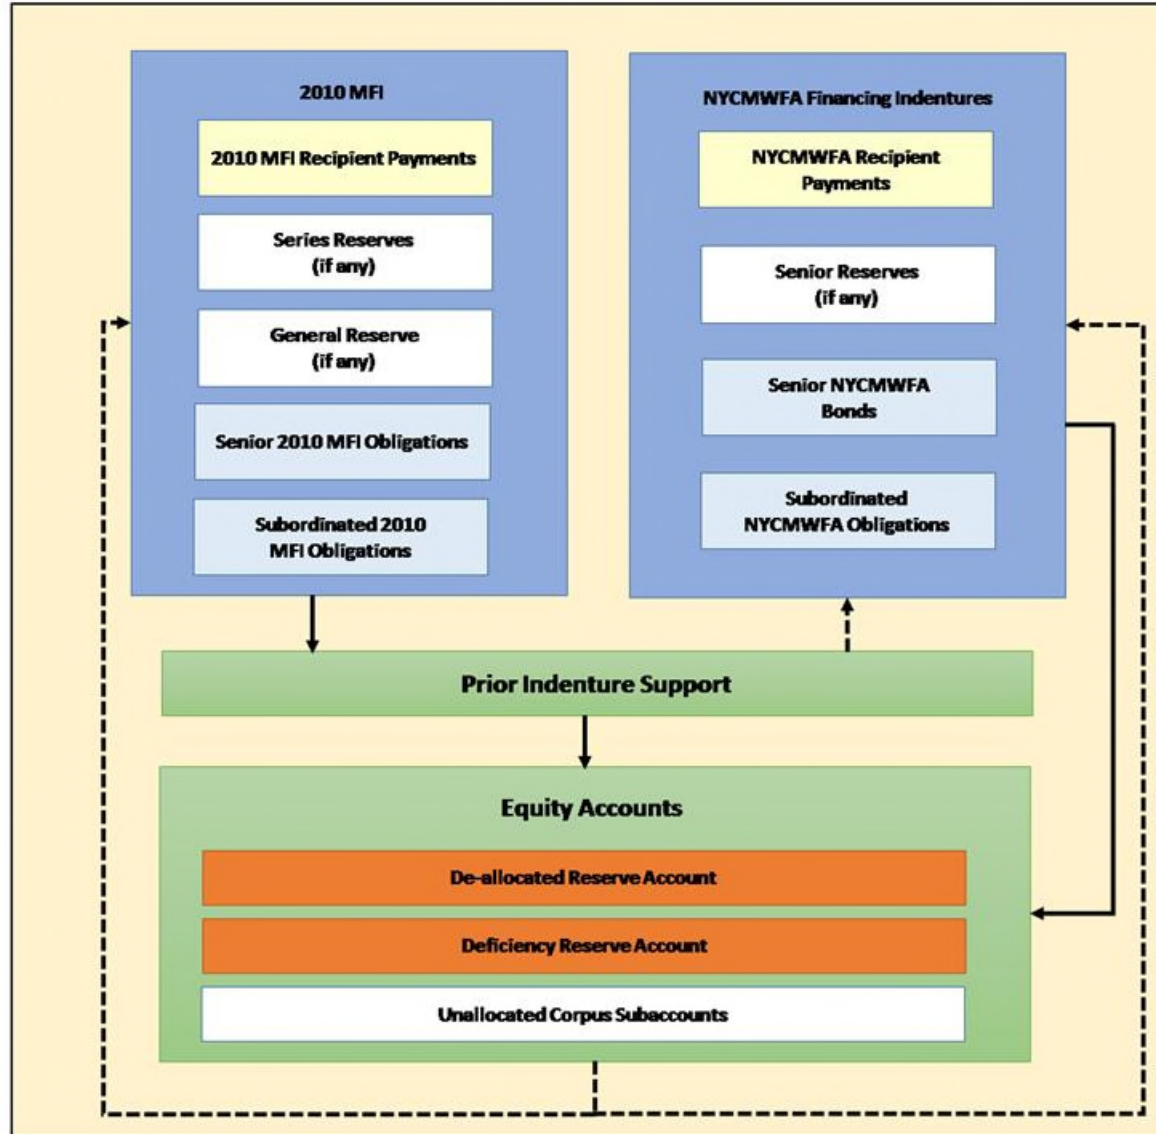 2010 MFI
2010 MFI Recipient Payments
Series Reserves
(if any)
General Reserve
(if any)
Senior 2010 MFI Obligations
Subordinated 2010
MFI Obligations
NYCMWFA Financing Indentures
NYCMWFA Recipient
Payments
Senior Reserves
(if any)
Senior NYCMWFA
Bonds
Subordinated
NYCMWFA Obligations
Prior Indenture Support
Equity Accounts
De-allocated Reserve Account
Deficiency Reserve Account
Unallocated Corpus Subaccounts